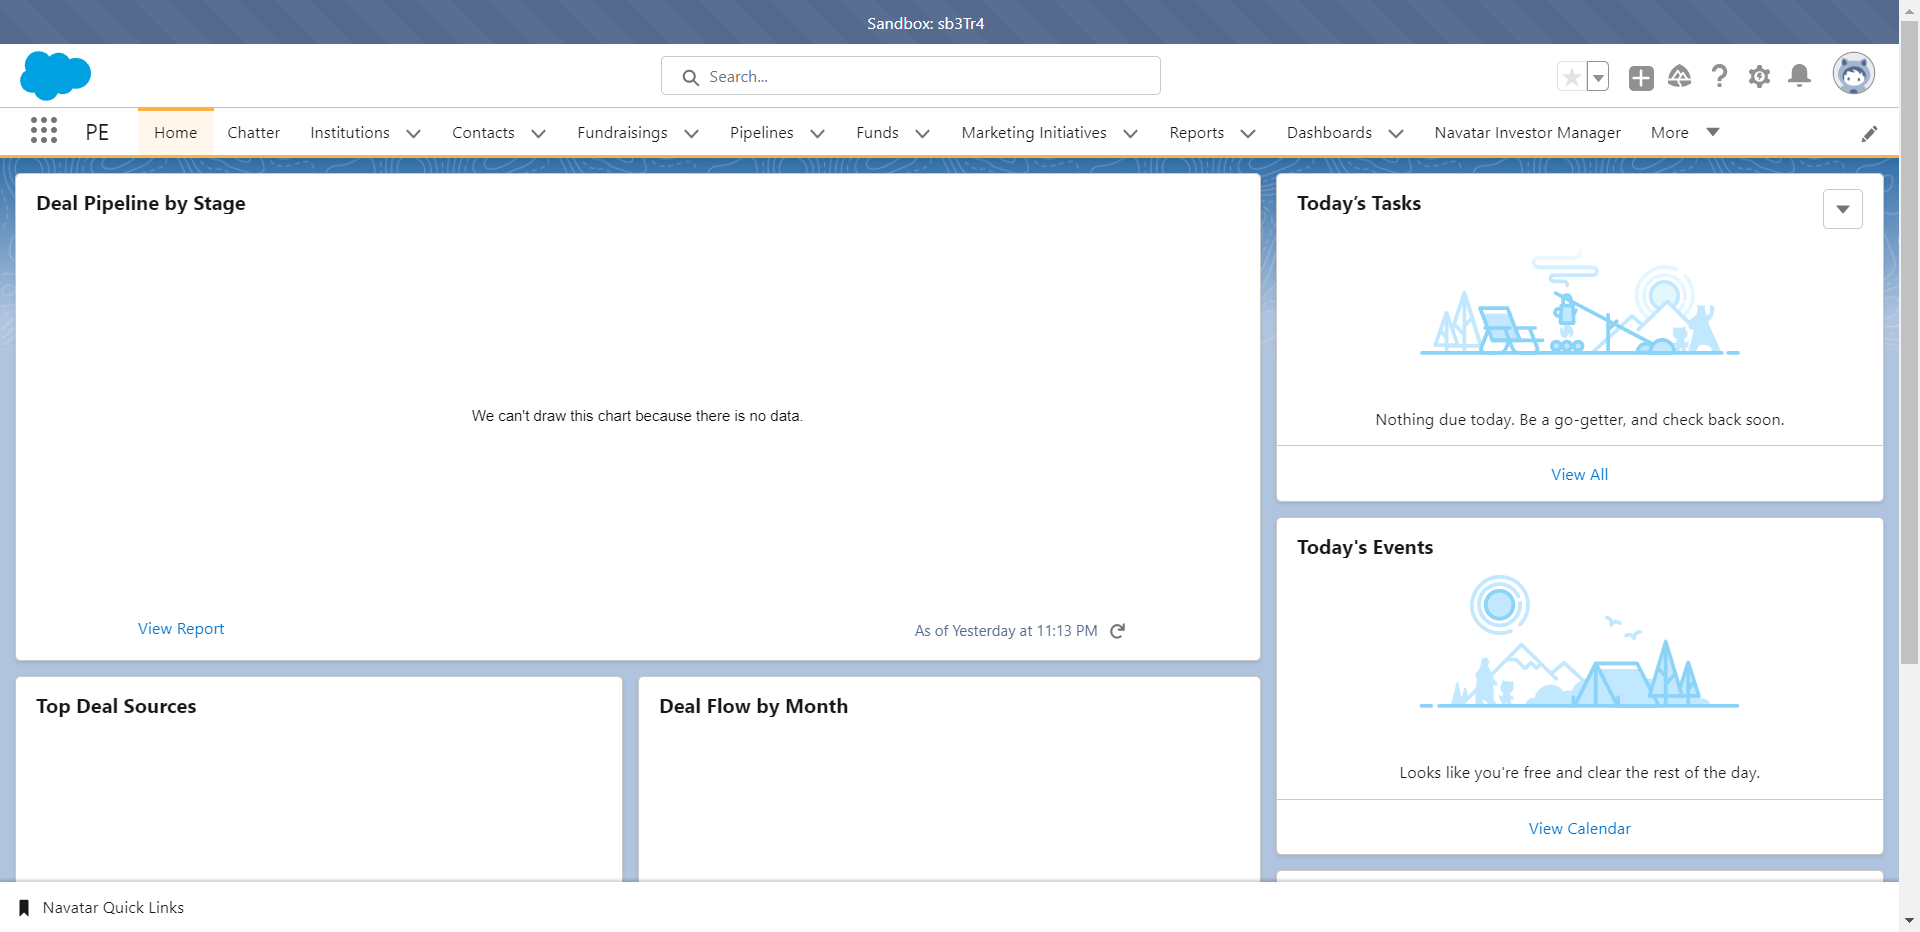 Sandbox: sb3Tr4
Search...
PE
Home
Chatter
Institutions
Contacts
Fundraisings
Pipelines
Funds
Marketing Initiatives
Reports
Dashboards
Navatar Investor Manager
More
Deal Pipeline by Stage
We can't draw this chart because there is no data.
View Report
As of Yesterday at 11:13 PM
Top Deal Sources
Deal Flow by Month
Today’s Tasks
Nothing due today. Be a go-getter, and check back soon.
View All
Today's Events
Looks like you're free and clear the rest of the day.
View Calendar
Navatar Quick Links